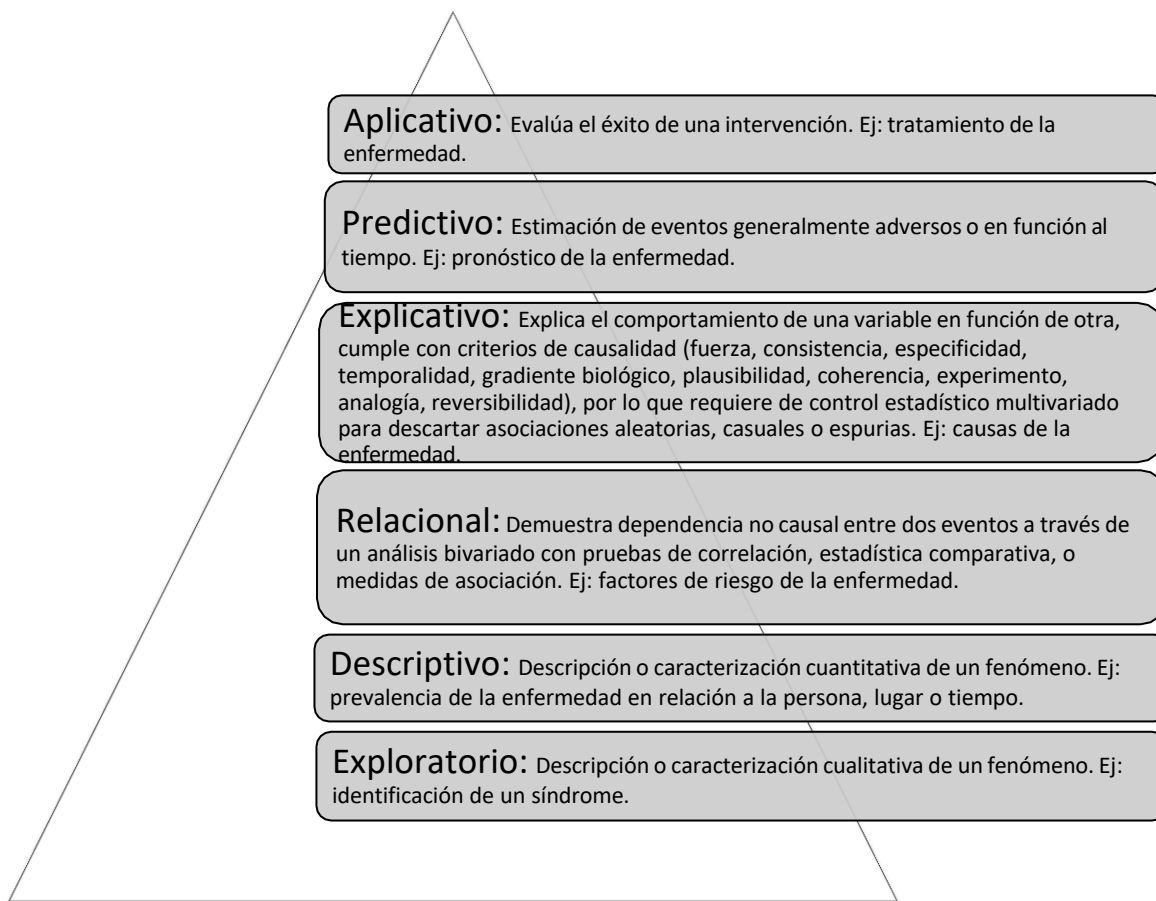 Aplicativo: Evalúa el éxito de una intervención. Ej: tratamiento de la
enfermedad.
Predictivo: Estimación de eventos generalmente adversos o en función al
tiempo. Ej: pronóstico de la enfermedad.
Explicativo: Explica el comportamiento de una variable en función de otra,
cumple con criterios de causalidad (fuerza, consistencia, especificidad,
temporalidad, gradiente biológico, plausibilidad, coherencia, experimento,
analogía, reversibilidad), por lo que requiere de control estadístico multivariado
para descartar asociaciones aleatorias, casuales o espurias. Ej: causas de la
enfermedad.
Relacional: Demuestra dependencia no causal entre dos eventos a través de
un análisis bivariado con pruebas de correlación, estadística comparativa, o
medidas de asociación. Ej: factores de riesgo de la enfermedad.
Descriptivo: Descripción o caracterización cuantitativa de un fenómeno. Ej:
prevalencia de la enfermedad en relación a la persona, lugar o tiempo.
Exploratorio: Descripción o caracterización cualitativa de un fenómeno. Ej:
identificación de un síndrome.